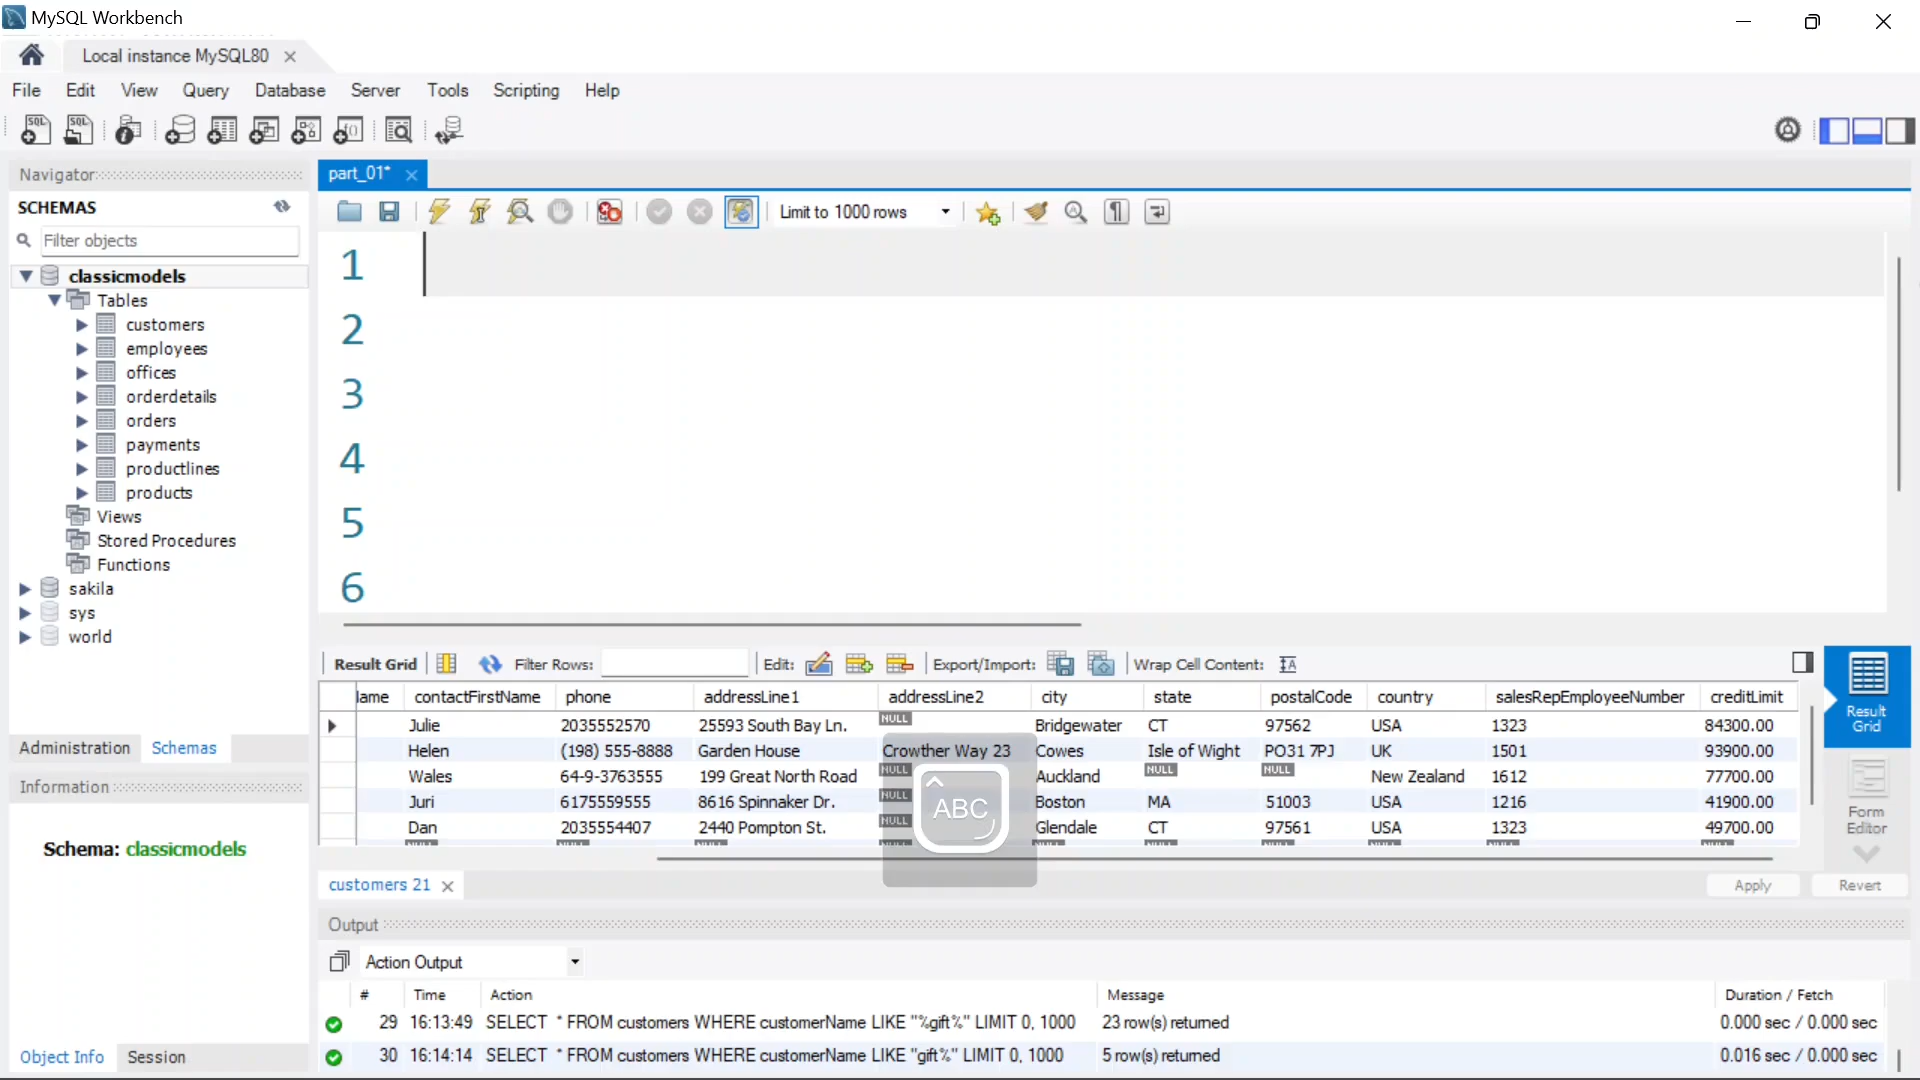 MySQL Workbench
Local instance MySQL80
File Edit View Query Database Server Tools Scripting Help
Navigator
part_01*
SCHEMAS
Limit to 1000 rows
Filter objects
1
classicmodels
Tables
customers
2
employees
offices
3
orderdetails
orders
payments
4
productlines
products
Views
5
Stored Procedures
Functions
6
sakila
sys
world
Result Grid Filter Rows: Edit: Export/Import: Wrap Cell Content:
lame contactFirstName phone addressLine1 addressLine2 city state postalCode country salesRepEmployeeNumber creditLimit
Result
Grid
Julie 2035552570 25593 South Bay Ln. NULL Bridgewater CT 97562 USA 1323 84300.00
Helen (198) 555-8888 Garden House Crowther Way 23 Cowes Isle of Wight PO31 7PJ UK 1501 93900.00
Wales 64-9-3763555 199 Great North Road NULL Auckland NULL NULL New Zealand 1612 77700.00
Juri 6175559555 8616 Spinnaker Dr. NULL Boston MA 51003 USA 1216 41900.00
Dan 2035554407 2440 Pompton St. NULL Glendale CT 97561 USA 1323 49700.00
ABC
Form
Editor
Administration Schemas
Information
Schema: classicmodels
customers 21
Apply Revert
Output
Action Output
# Time Action Message Duration / Fetch
29 16:13:49 SELECT * FROM customers WHERE customerName LIKE "%gift%" LIMIT 0, 1000 23 row(s) returned 0.000 sec / 0.000 sec
30 16:14:14 SELECT * FROM customers WHERE customerName LIKE "gift%" LIMIT 0, 1000 5 row(s) returned 0.016 sec / 0.000 sec
Object Info Session